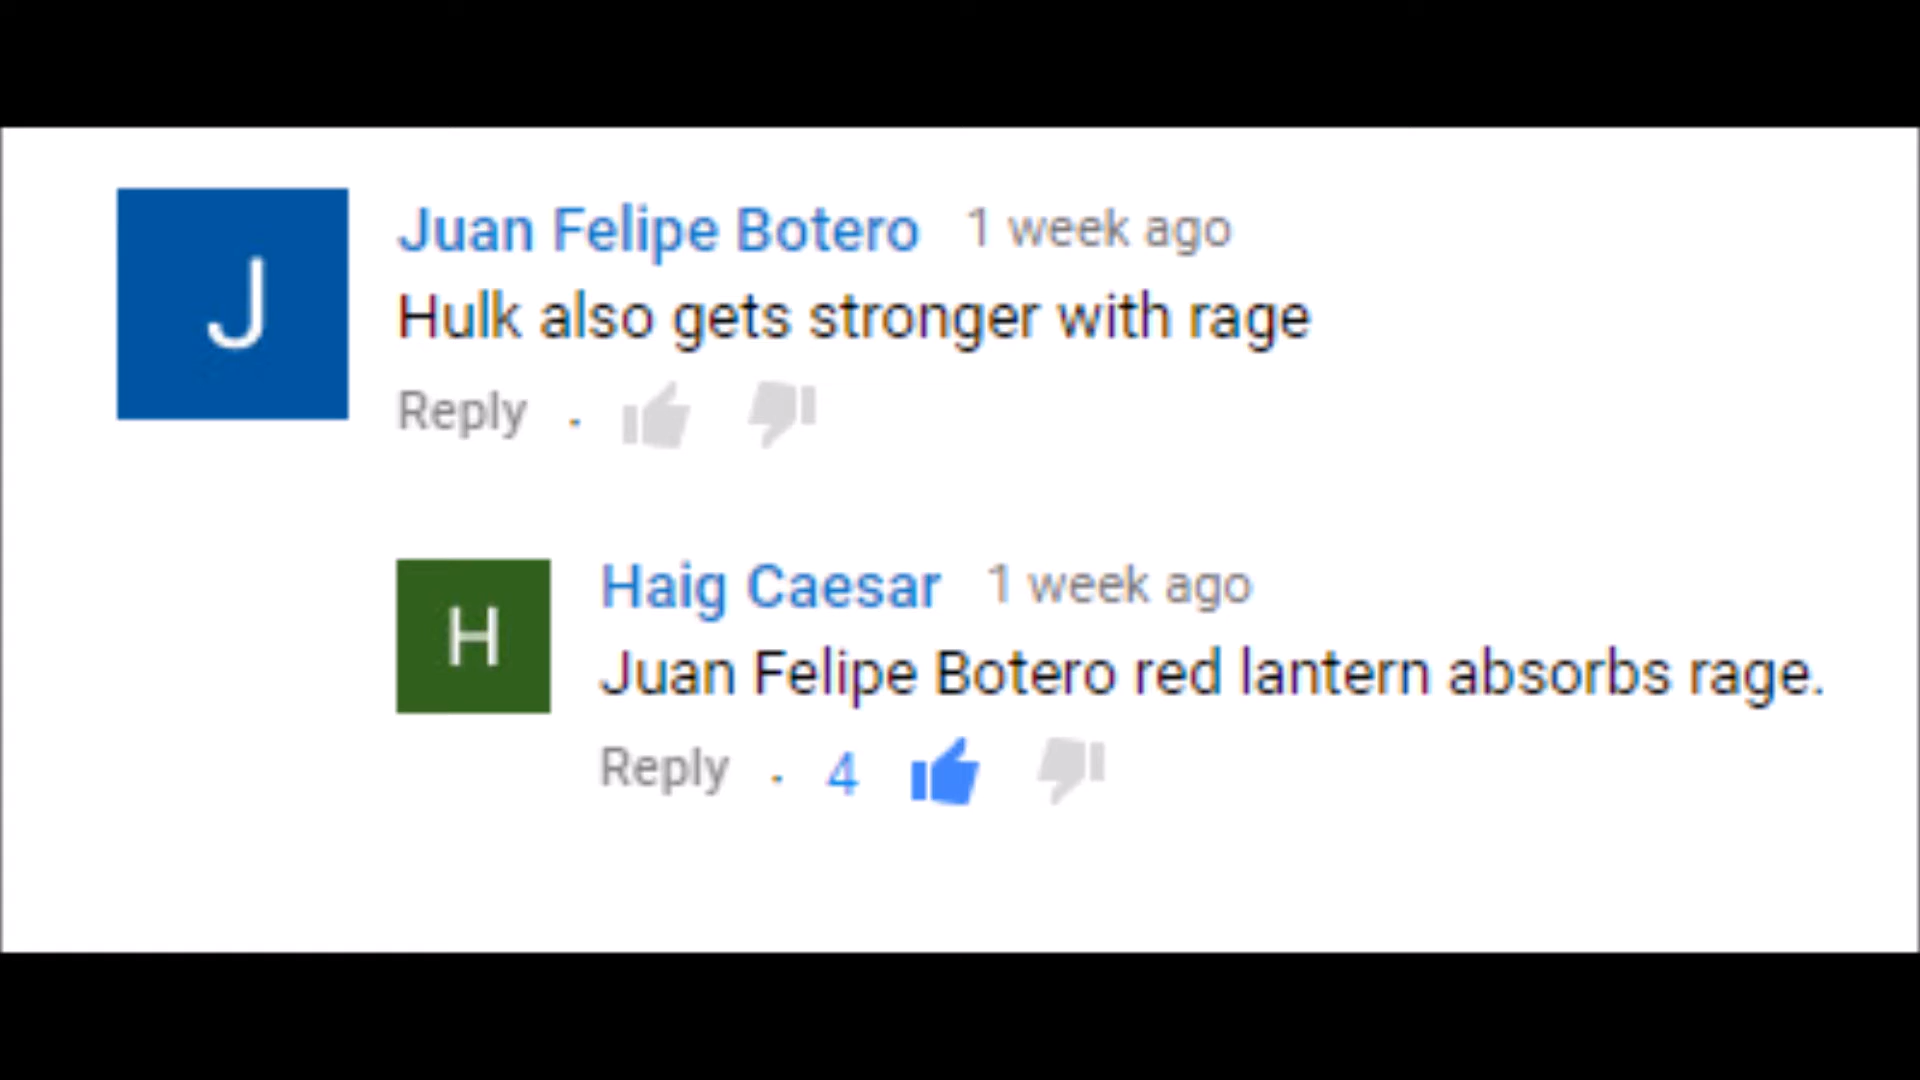 J
Juan Felipe Botero 1 week ago
Hulk also gets stronger with rage
Reply ·
H
Haig Caesar 1 week ago
Juan Felipe Botero red lantern absorbs rage.
Reply · 4